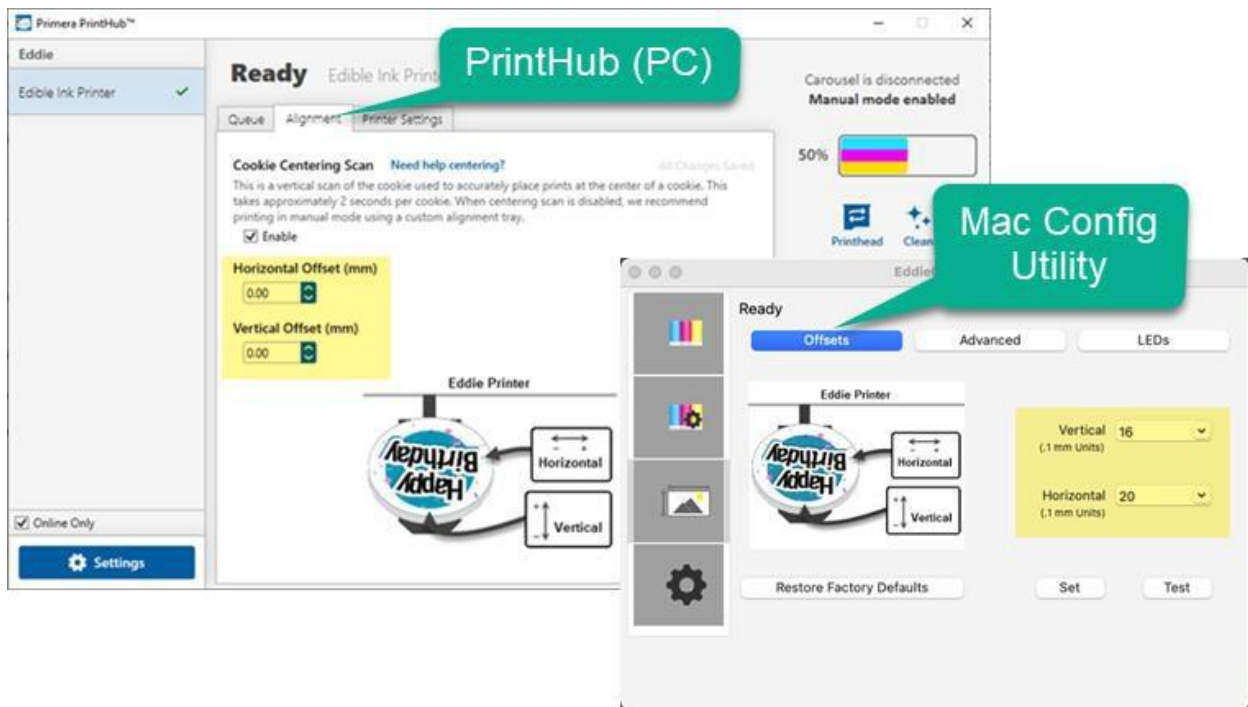 Primera PrintHub™
Eddie
Edible Ink Printer
Online Only
Settings
Ready
Queue
Alignment
Printer Settings
PrintHub (PC)
Cookie Centering Scan Need help centering? All Changes Saved
This is a vertical scan of the cookie used to accurately place prints at the center of a cookie. This
takes approximately 2 seconds per cookie. When centering scan is disabled, we recommend
printing in manual mode using a custom alignment tray.
Enable
Horizontal Offset (mm)
0.00
Vertical Offset (mm)
0.00
Eddie Printer
Happy
Birthday
Horizontal
Vertical
Carousel is disconnected
Manual mode enabled
50%
Printhead
Mac Config
Utility
Ready
Offsets
Advanced
LEDs
Eddie Printer
Happy
Birthday
Horizontal
Vertical
Vertical 16
(.1 mm Units)
Horizontal 20
(.1 mm Units)
Restore Factory Defaults
Set
Test